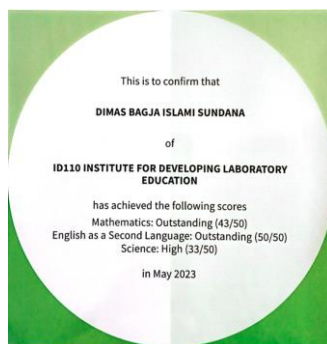 This is to confirm that
DIMAS BAGJA ISLAMI SUNDANA
of
ID110 INSTITUTE FOR DEVELOPING LABORATORY
EDUCATION
has achieved the following scores
Mathematics: Outstanding (43/50)
English as a Second Language: Outstanding (50/50)
Science: High (33/50)
in May 2023